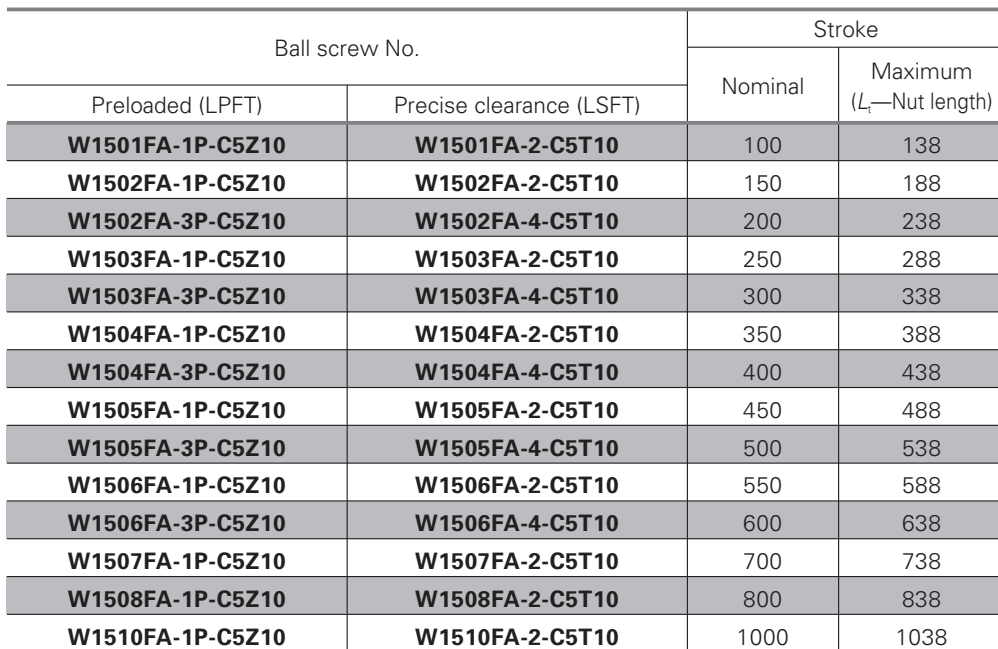 Ball screw No. Stroke
Preloaded (LPFT) Precise clearance (LSFT) Nominal Maximum
(Lt—Nut length)
W1501FA-1P-C5Z10 W1501FA-2-C5T10 100 138
W1502FA-1P-C5Z10 W1502FA-2-C5T10 150 188
W1502FA-3P-C5Z10 W1502FA-4-C5T10 200 238
W1503FA-1P-C5Z10 W1503FA-2-C5T10 250 288
W1503FA-3P-C5Z10 W1503FA-4-C5T10 300 338
W1504FA-1P-C5Z10 W1504FA-2-C5T10 350 388
W1504FA-3P-C5Z10 W1504FA-4-C5T10 400 438
W1505FA-1P-C5Z10 W1505FA-2-C5T10 450 488
W1505FA-3P-C5Z10 W1505FA-4-C5T10 500 538
W1506FA-1P-C5Z10 W1506FA-2-C5T10 550 588
W1506FA-3P-C5Z10 W1506FA-4-C5T10 600 638
W1507FA-1P-C5Z10 W1507FA-2-C5T10 700 738
W1508FA-1P-C5Z10 W1508FA-2-C5T10 800 838
W1510FA-1P-C5Z10 W1510FA-2-C5T10 1000 1038